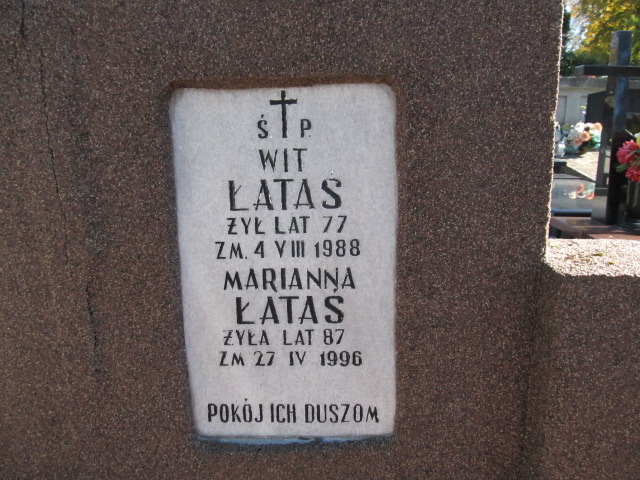 Ś P.
WIT
ŁATAŚ
ŻYŁ LAT 77
ZM. 4 VIII 1988
MARIANNA
ŁATAŚ
ŻYŁA LAT 87
ZM 27 IV 1996
POKÓJ ICH DUSZOM